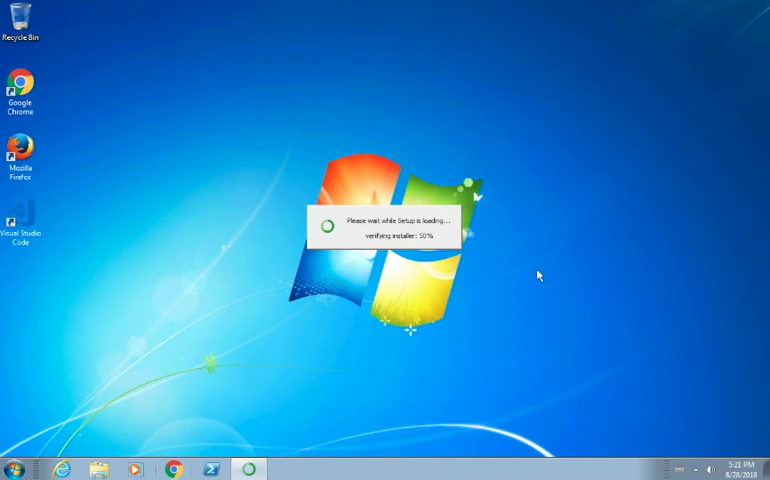 Recycle Bin
Google
Chrome
Mozilla
Firefox
Visual Studio
Code
Please wait while Setup is loading...
verifying installer: 50%
5:21 PM
8/28/2018